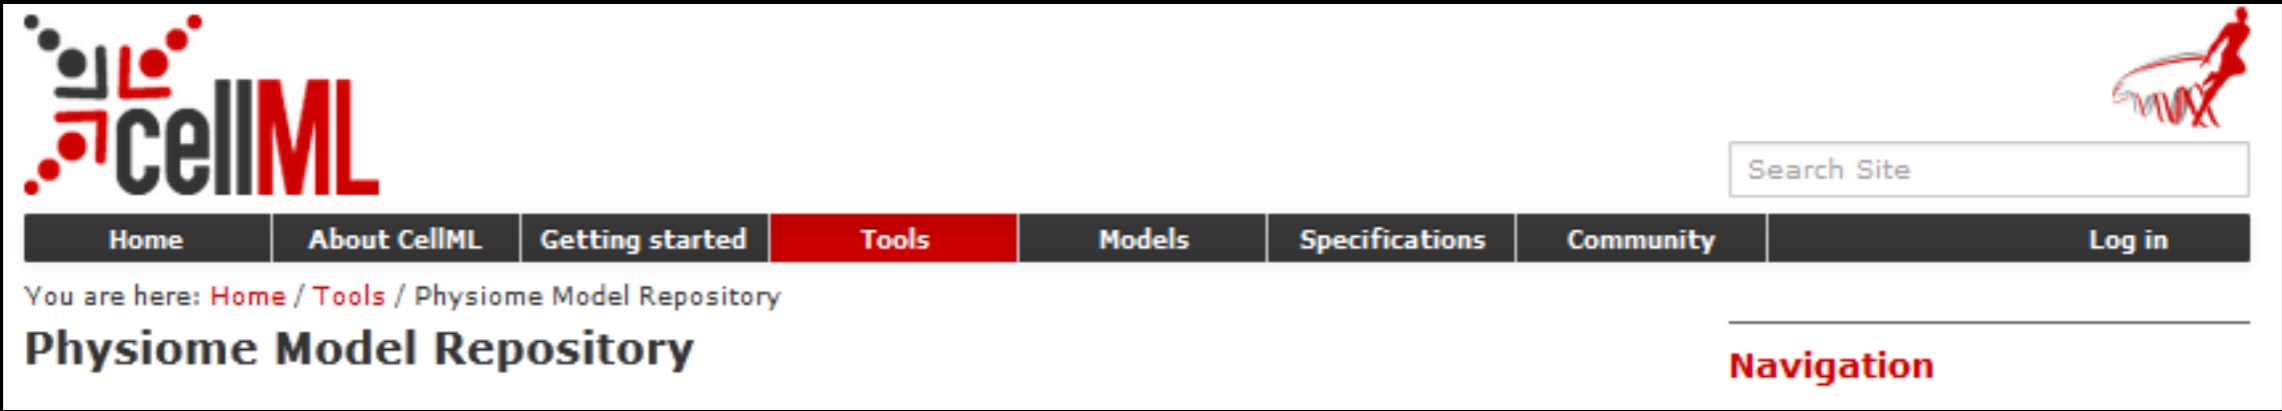 cellML
Search Site
Home About CellML Getting started Tools Models Specifications Community Log in
You are here: Home / Tools / Physiome Model Repository
Physiome Model Repository
Navigation